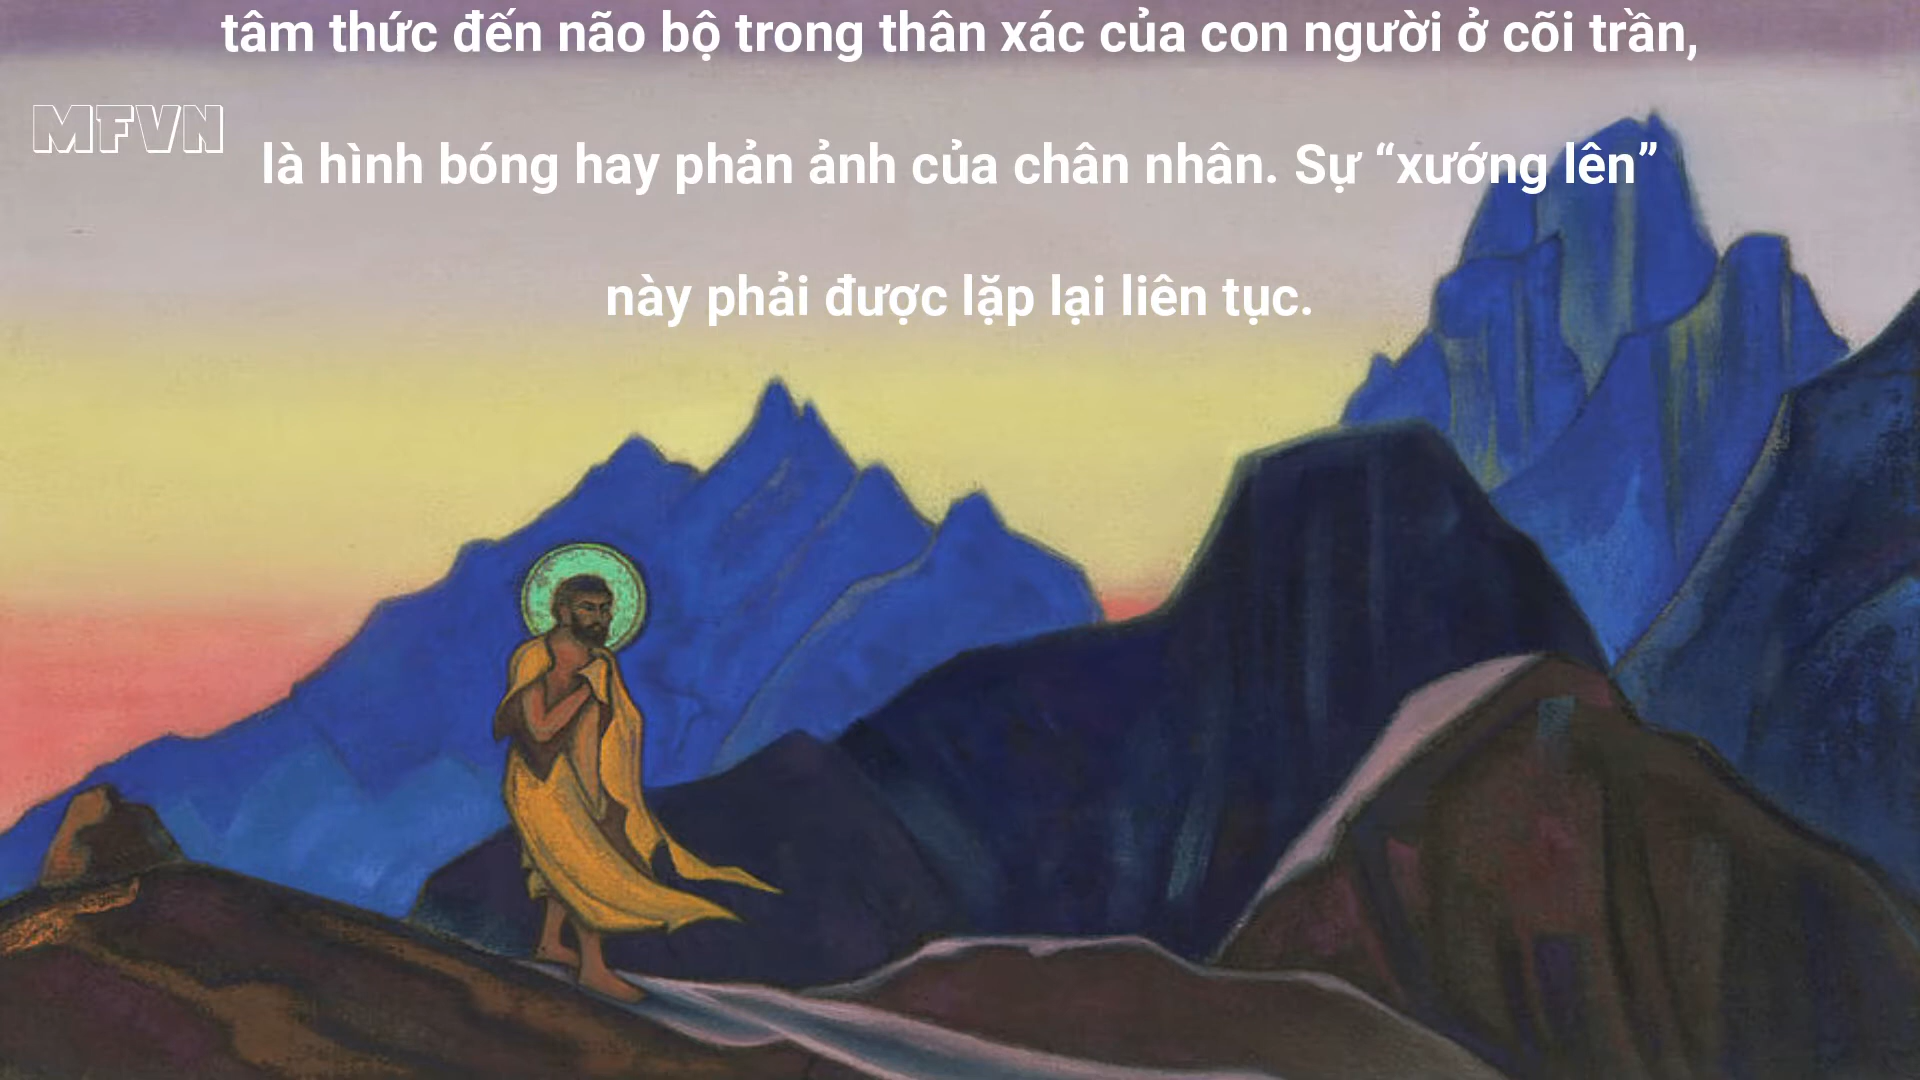 tâm thức đến não bộ trong thân xác của con người ở cõi trần,
MFVN
là hình bóng hay phản ảnh của chân nhân. Sự “xướng lên”
này phải được lặp lại liên tục.